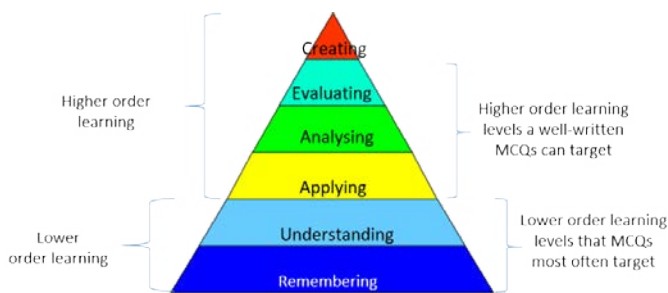 Creating
Evaluating
Analysing
Applying
Understanding
Remembering
Higher order
learning
Lower
order learning
Higher order learning
levels a well-written
MCQs can target
Lower order learning
levels that MCQs
most often target